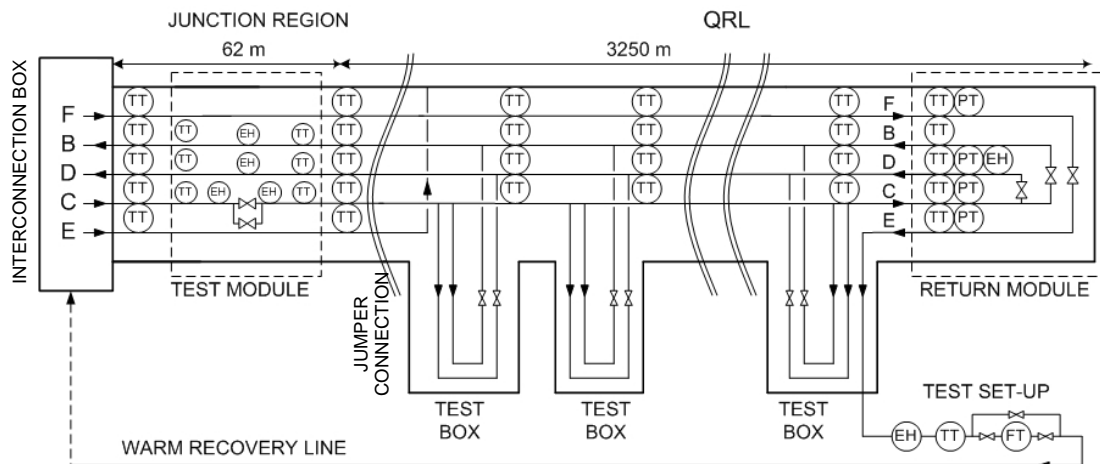 JUNCTION REGION
QRL
62 m
3250 m
INTERCONNECTION BOX
TT TT TT TT TT TT PT
F F
TT TT EH TT TT TT TT TT TT
B B
TT TT EH TT TT TT TT TT TT PT EH
D D
TT TT EH EH TT TT TT TT TT TT PT
C C
TT TT TT PT
E E
TEST MODULE
JUMPER
CONNECTION
RETURN MODULE
TEST
BOX
TEST
BOX
TEST
BOX
TEST SET-UP
EH TT FT
WARM RECOVERY LINE